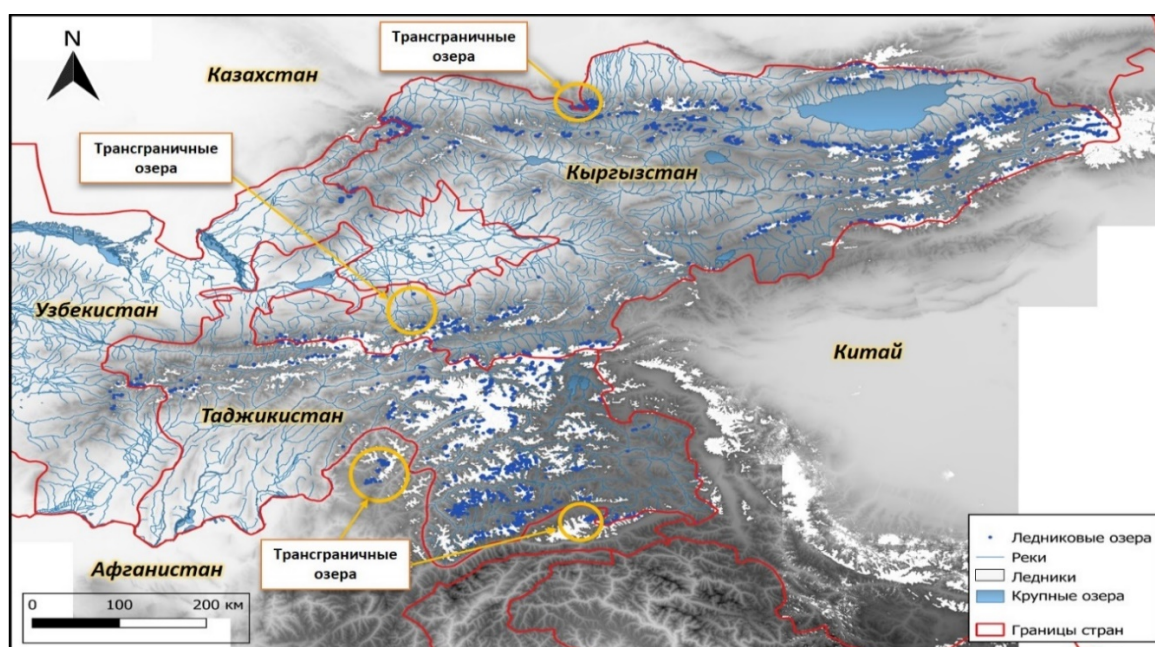 N
Казахстан
Трансграничные
озера
Трансграничные
озера
Кыргызстан
Узбекистан
Китай
Таджикистан
Трансграничные
озера
Афганистан
0 100 200 км
Ледниковые озера
Реки
Ледники
Крупные озера
Границы стран